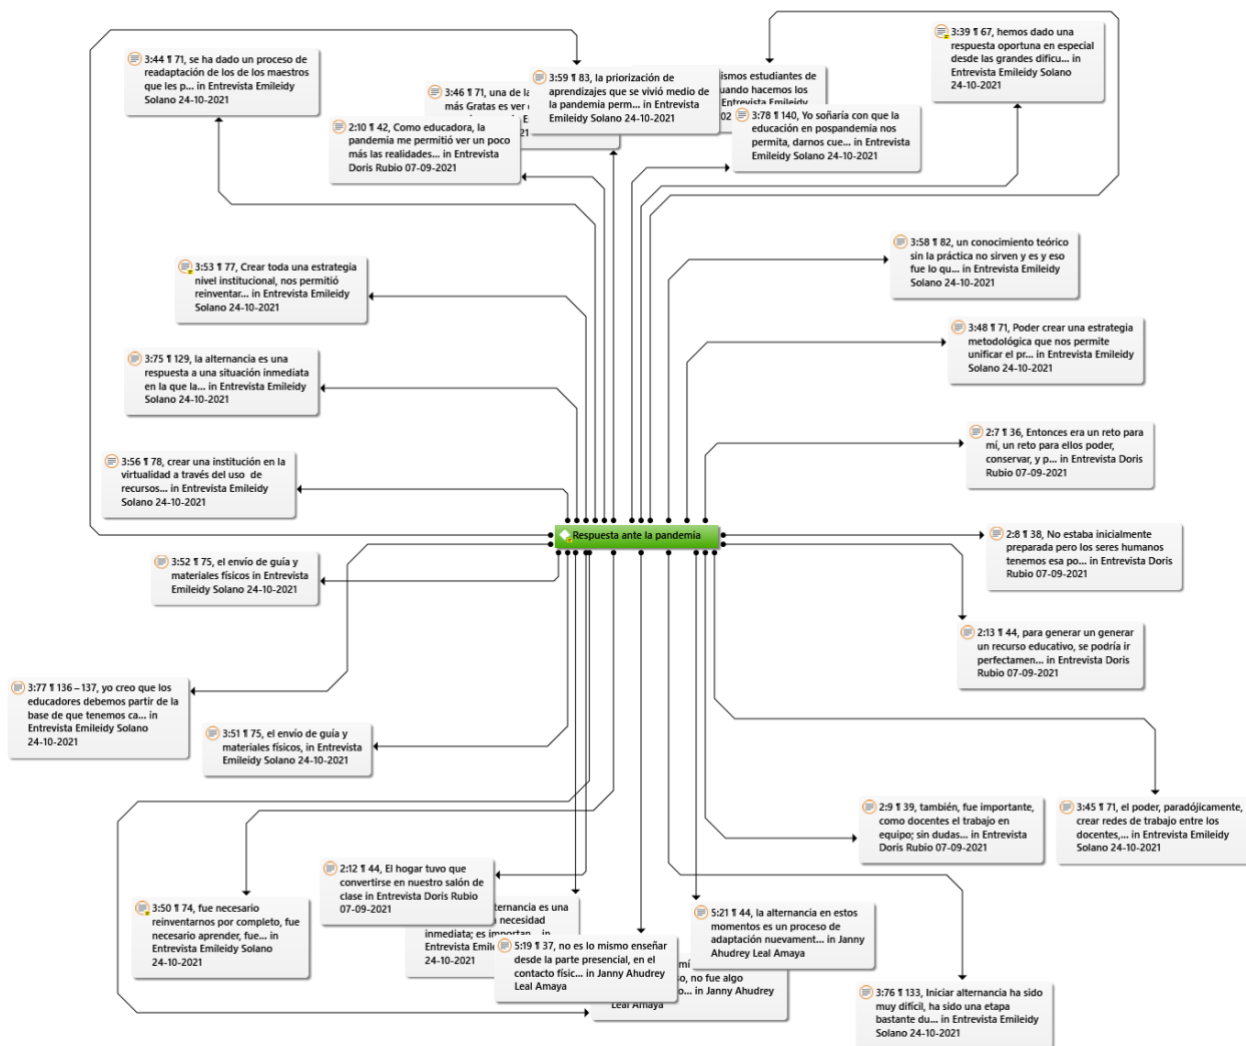 3:44 ¶ 71, se ha dado un proceso de
readaptación de los de los maestros
que les p... in Entrevista Emileidy
Solano 24-10-2021
3:46 ¶ 71, una de la
más Gratas es ver
2:10 ¶ 42, Como educadora, la
pandemia me permitió ver un poco
más las realidades... in Entrevista
Doris Rubio 07-09-2021
3:59 ¶ 83, la priorización de
aprendizajes que se vivió medio de
la pandemia perm... in Entrevista
Emileidy Solano 24-10-2021
ismos estudiantes de
uando hacemos los
Entrevista Emileidy
3:78 ¶ 140, Yo soñaría con que la
educación en pospandemia nos
permita, darnos cue... in Entrevista
Emileidy Solano 24-10-2021
3:39 ¶ 67, hemos dado una
respuesta oportuna en especial
desde las grandes dificu... in
Entrevista Emileidy Solano
24-10-2021
3:58 ¶ 82, un conocimiento teórico
sin la práctica no sirven y es y eso
fue lo qu... in Entrevista Emileidy
Solano 24-10-2021
3:53 ¶ 77, Crear toda una estrategia
nivel institucional, nos permitió
reinventar... in Entrevista Emileidy
Solano 24-10-2021
3:48 ¶ 71, Poder crear una estrategia
metodológica que nos permite
unificar el pr... in Entrevista
Emileidy Solano 24-10-2021
3:75 ¶ 129, la alternancia es una
respuesta a una situación inmediata
en la que la... in Entrevista Emileidy
Solano 24-10-2021
2:7 ¶ 36, Entonces era un reto para
mí, un reto para ellos poder,
conservar, y p... in Entrevista Doris
Rubio 07-09-2021
3:56 ¶ 78, crear una institución en la
virtualidad a través del uso de
recursos... in Entrevista Emileidy
Solano 24-10-2021
Respuesta ante la pandemia
2:8 ¶ 38, No estaba inicialmente
preparada pero los seres humanos
tenemos esa po... in Entrevista Doris
Rubio 07-09-2021
3:52 ¶ 75, el envío de guía y
materiales físicos in Entrevista
Emileidy Solano 24-10-2021
2:13 ¶ 44, para generar un generar
un recurso educativo, se podría ir
perfectamen... in Entrevista Doris
Rubio 07-09-2021
3:77 ¶ 136 – 137, yo creo que los
educadores debemos partir de la
base de que tenemos ca... in
Entrevista Emileidy Solano
24-10-2021
3:51 ¶ 75, el envío de guía y
materiales físicos, in Entrevista
Emileidy Solano 24-10-2021
2:9 ¶ 39, también, fue importante,
como docentes el trabajo en
equipo; sin dudas... in Entrevista
Doris Rubio 07-09-2021
3:45 ¶ 71, el poder, paradójicamente,
crear redes de trabajo entre los
docentes,... in Entrevista Emileidy
Solano 24-10-2021
2:12 ¶ 44, El hogar tuvo que
convertirse en nuestro salón de
clase in Entrevista Doris Rubio
07-09-2021
3:50 ¶ 74, fue necesario
reinventarnos por completo, fue
necesario aprender, fue... in
Entrevista Emileidy Solano
24-10-2021
ternancia es una
necesidad
inmediata; es importan... in
Entrevista Emile
24-10-2021
5:19 ¶ 37, no es lo mismo enseñar
desde la parte presencial, en el
contacto físic... in Janny Ahudrey
Leal Amaya
5:21 ¶ 44, la alternancia en estos
momentos es un proceso de
adaptación nuevament... in Janny
Ahudrey Leal Amaya
mí
so, no fue algo
o... in Janny Ahudrey
Leal Amaya
3:76 ¶ 133, Iniciar alternancia ha sido
muy difícil, ha sido una etapa
bastante du... in Entrevista Emileidy
Solano 24-10-2021